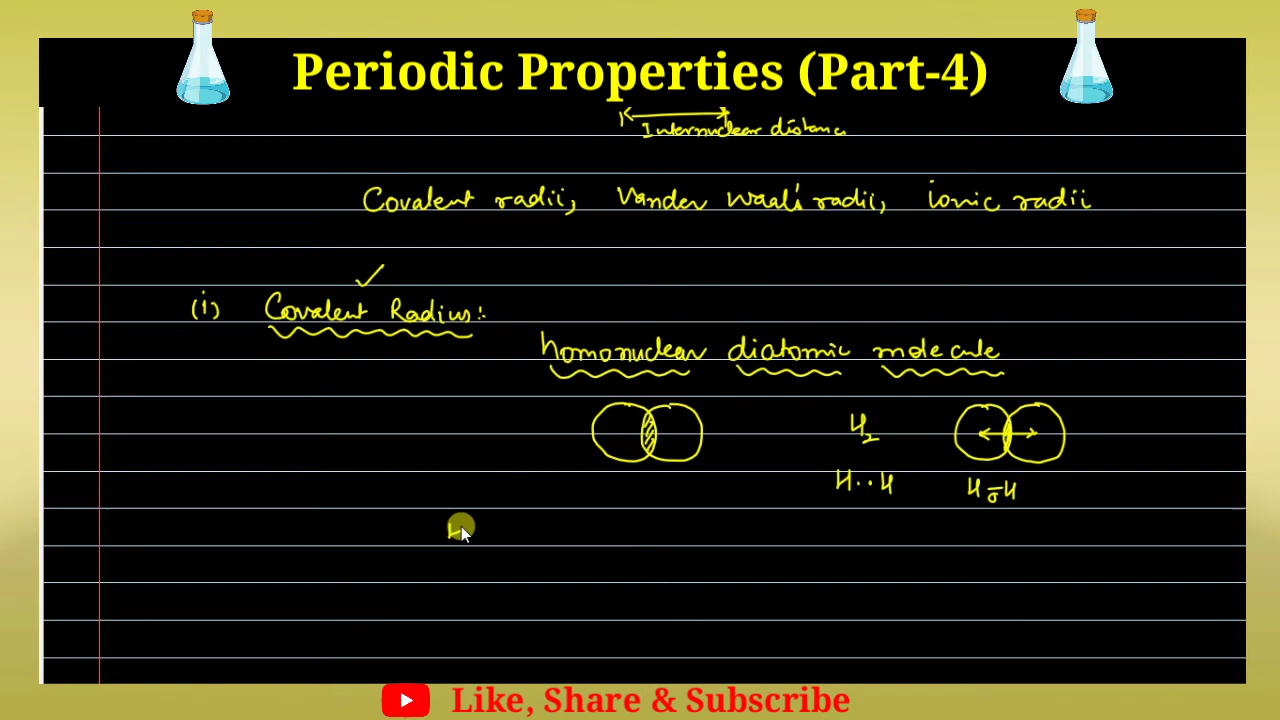 Periodic Properties (Part-4)
Internuclear distance
Covalent radii, Vander Waal's radii, ionic radii
(i) Covalent Radius:
homonuclear diatomic molecule
H2
H··H H-H
σ
Like, Share & Subscribe